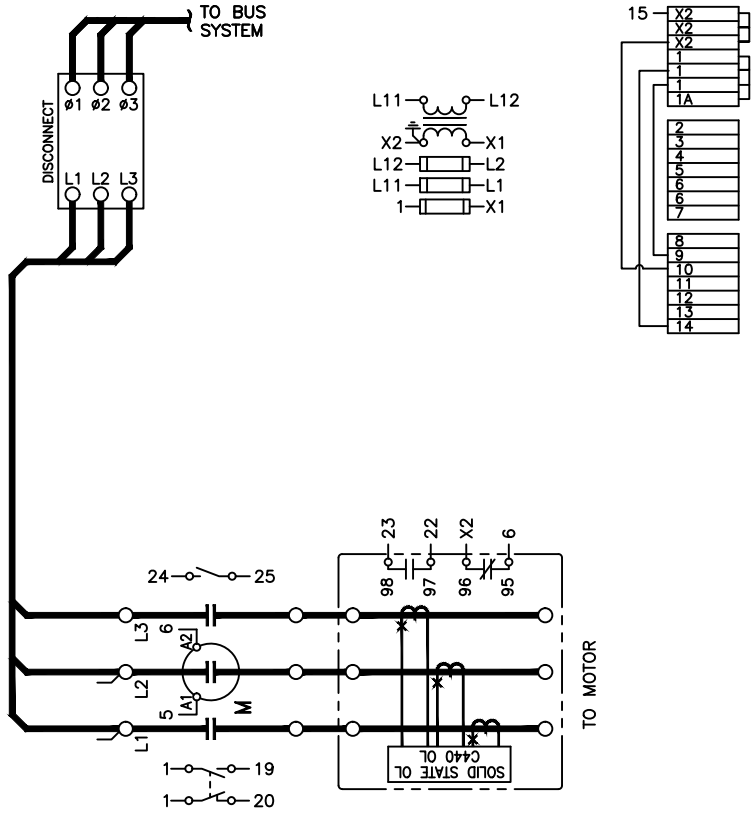 TO BUS
SYSTEM
ø1 ø2 ø3
DISCONNECT
L1 L2 L3
L11 L12
X2 X1
L12 L2
L11 L1
1 X1
15 X2
X2
X2
1
1
1
1A
2
3
4
5
6
6
7
8
9
10
11
12
13
14
23 22 X2 6
98 97 96 95
24 25
L3 6 A2
L2
A1 5 M
L1
1 19
1 20
SOLID STATE OL
C440 OL
TO MOTOR